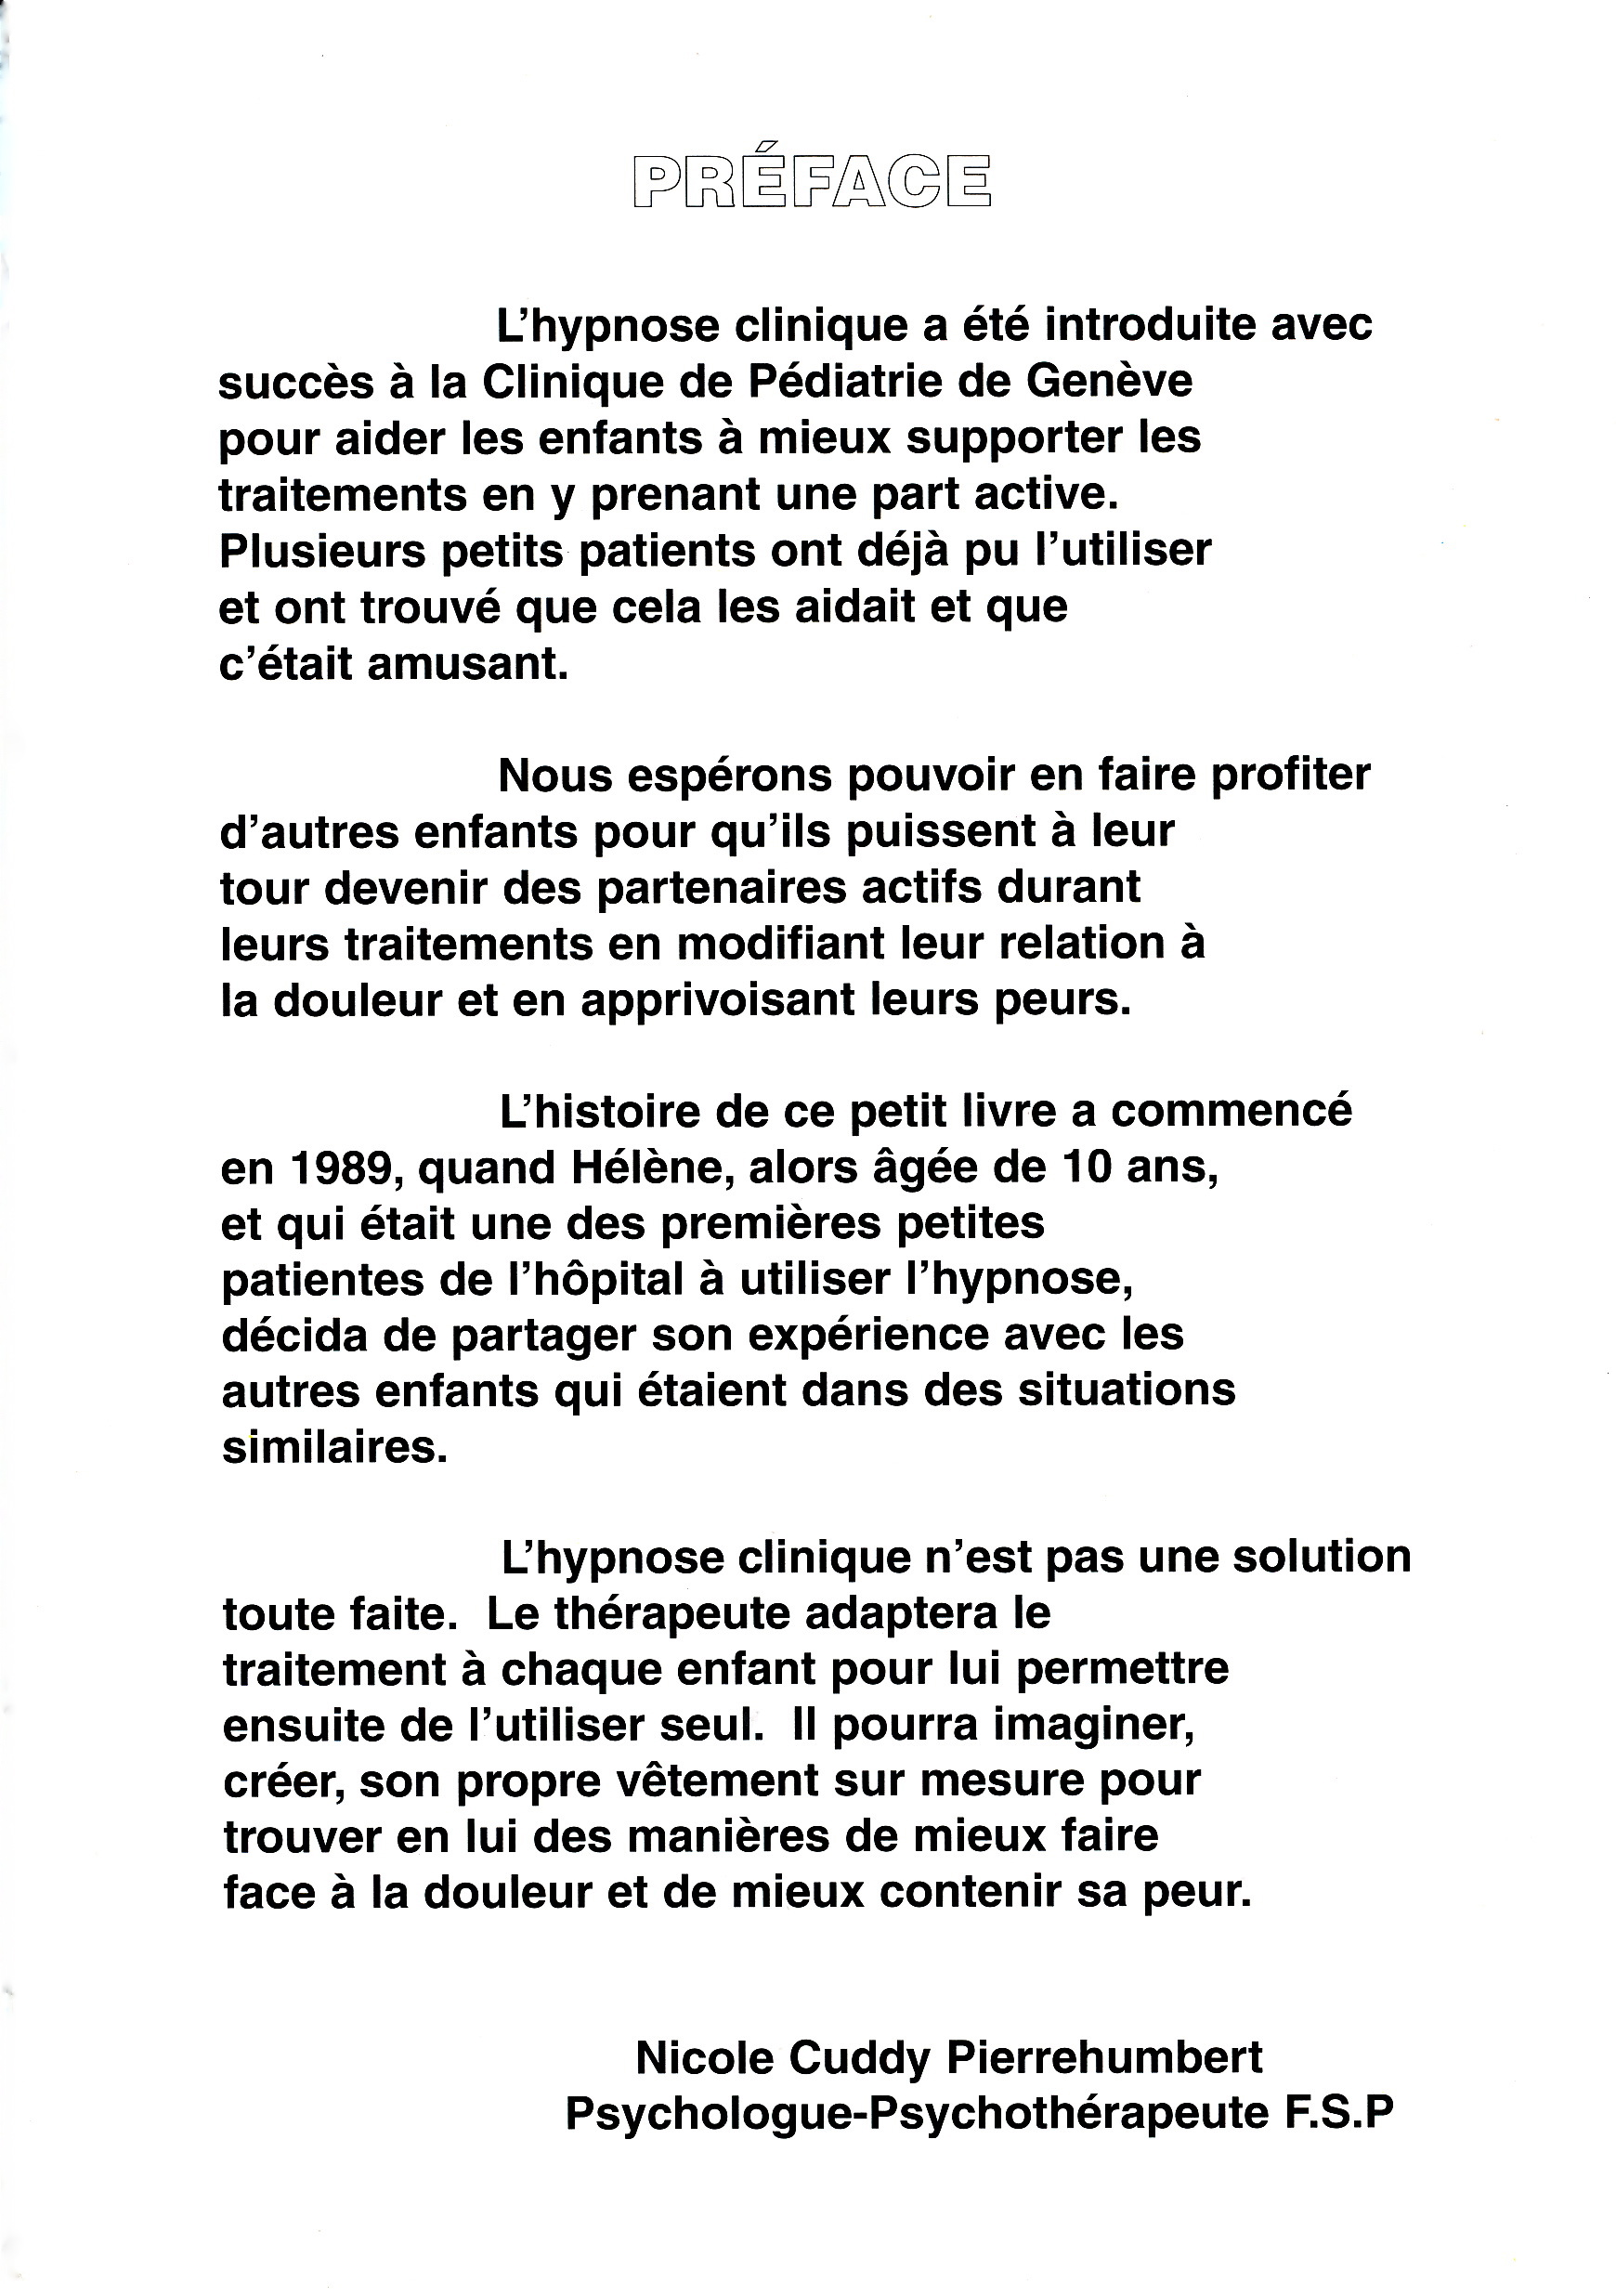 PRÉFACE
L'hypnose clinique a été introduite avec
succès à la Clinique de Pédiatrie de Genève
pour aider les enfants à mieux supporter les
traitements en y prenant une part active.
Plusieurs petits patients ont déjà pu l'utiliser
et ont trouvé que cela les aidait et que
c'était amusant.
Nous espérons pouvoir en faire profiter
d'autres enfants pour qu'ils puissent à leur
tour devenir des partenaires actifs durant
leurs traitements en modifiant leur relation à
la douleur et en apprivoisant leurs peurs.
L'histoire de ce petit livre a commencé
en 1989, quand Hélène, alors âgée de 10 ans,
et qui était une des premières petites
patientes de l'hôpital à utiliser l'hypnose,
décida de partager son expérience avec les
autres enfants qui étaient dans des situations
similaires.
L'hypnose clinique n'est pas une solution
toute faite. Le thérapeute adaptera le
traitement à chaque enfant pour lui permettre
ensuite de l'utiliser seul. Il pourra imaginer,
créer, son propre vêtement sur mesure pour
trouver en lui des manières de mieux faire
face à la douleur et de mieux contenir sa peur.
Nicole Cuddy Pierrehumbert
Psychologue-Psychothérapeute F.S.P